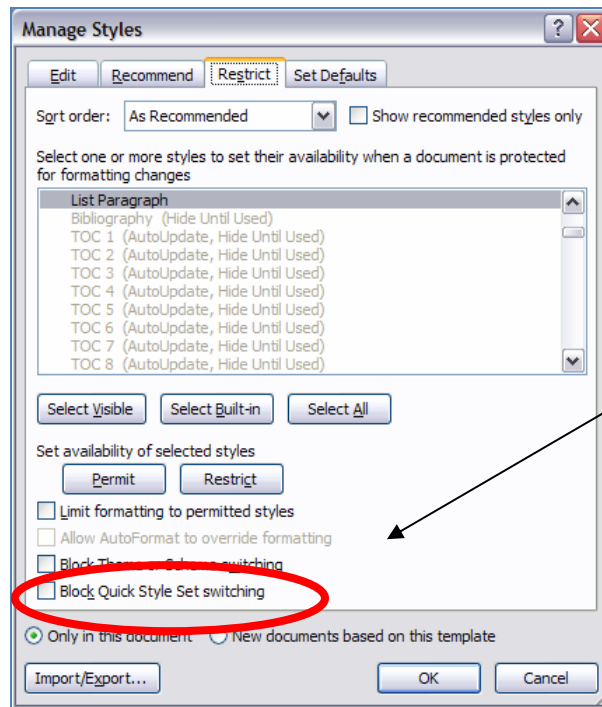 Manage Styles
Edit Recommend Restrict Set Defaults
Sort order: As Recommended Show recommended styles only
Select one or more styles to set their availability when a document is protected
for formatting changes
List Paragraph
Bibliography (Hide Until Used)
TOC 1 (AutoUpdate, Hide Until Used)
TOC 2 (AutoUpdate, Hide Until Used)
TOC 3 (AutoUpdate, Hide Until Used)
TOC 4 (AutoUpdate, Hide Until Used)
TOC 5 (AutoUpdate, Hide Until Used)
TOC 6 (AutoUpdate, Hide Until Used)
TOC 7 (AutoUpdate, Hide Until Used)
TOC 8 (AutoUpdate, Hide Until Used)
Select Visible Select Built-in Select All
Set availability of selected styles
Permit Restrict
Limit formatting to permitted styles
Allow AutoFormat to override formatting
Block Theme or Scheme switching
Block Quick Style Set switching
Only in this document New documents based on this template
Import/Export... OK Cancel